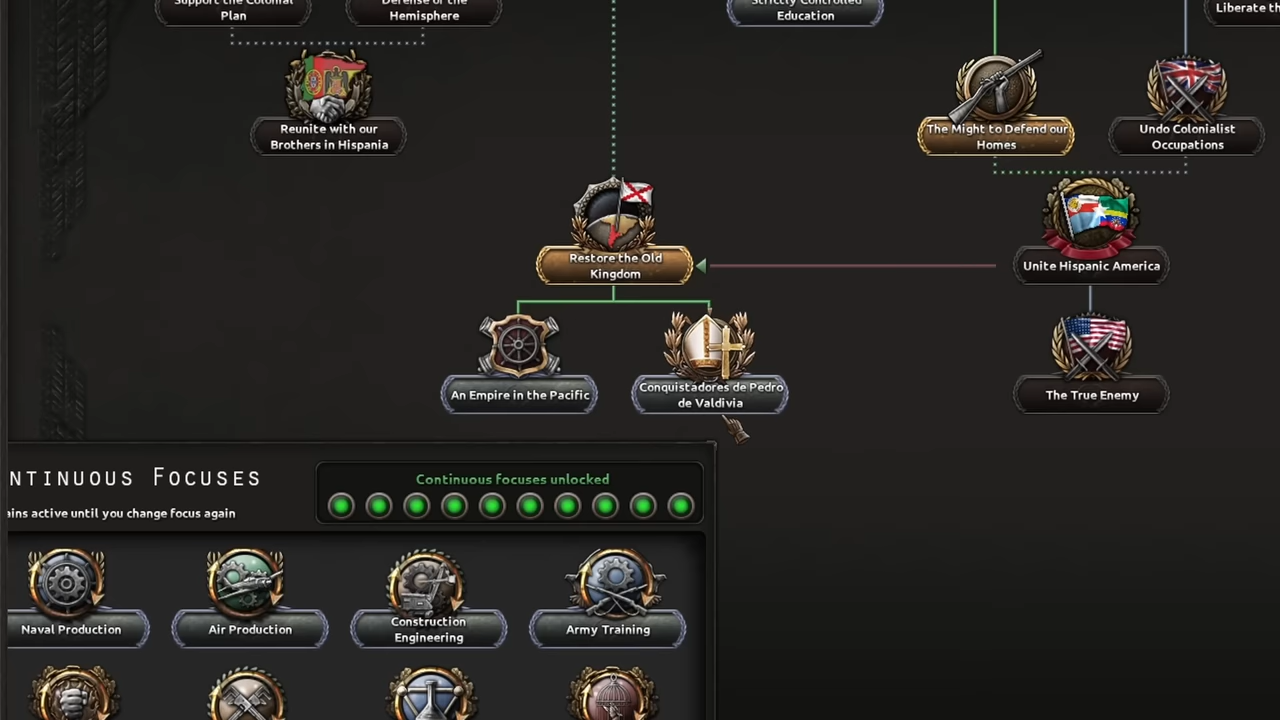 Support the Colonial
Plan
Defense of the
Hemisphere
Strictly Controlled
Education
Liberate th
Reunite with our
Brothers in Hispania
The Might to Defend our
Homes
Undo Colonialist
Occupations
Restore the Old
Kingdom
Unite Hispanic America
An Empire in the Pacific
Conquistadores de Pedro
de Valdivia
The True Enemy
ntinuous Focuses
Continuous focuses unlocked
ains active until you change focus again
Naval Production
Air Production
Construction
Engineering
Army Training